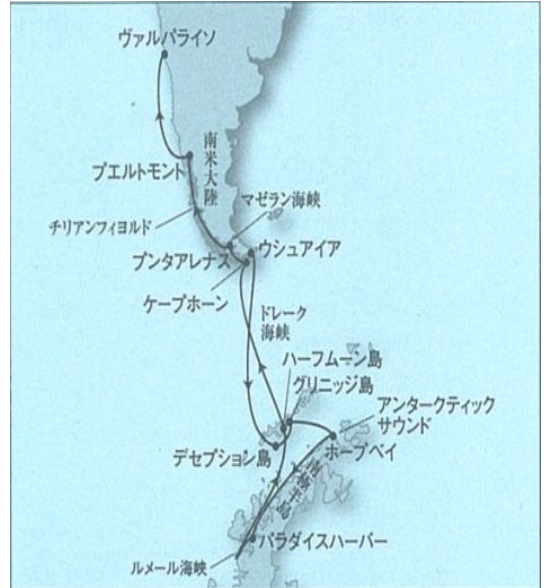 ヴァルパライソ
南米大陸
プエルトモント
マゼラン海峡
チリアンフィヨルド
ウシュアイア
プンタアレナス
ケープホーン
ドレーク
海峡
ハーフムーン島
グリニッジ島
アンタークティック
サウンド
ホープベイ
デセプション島
南極半島
パラダイスハーバー
ルメール海峡